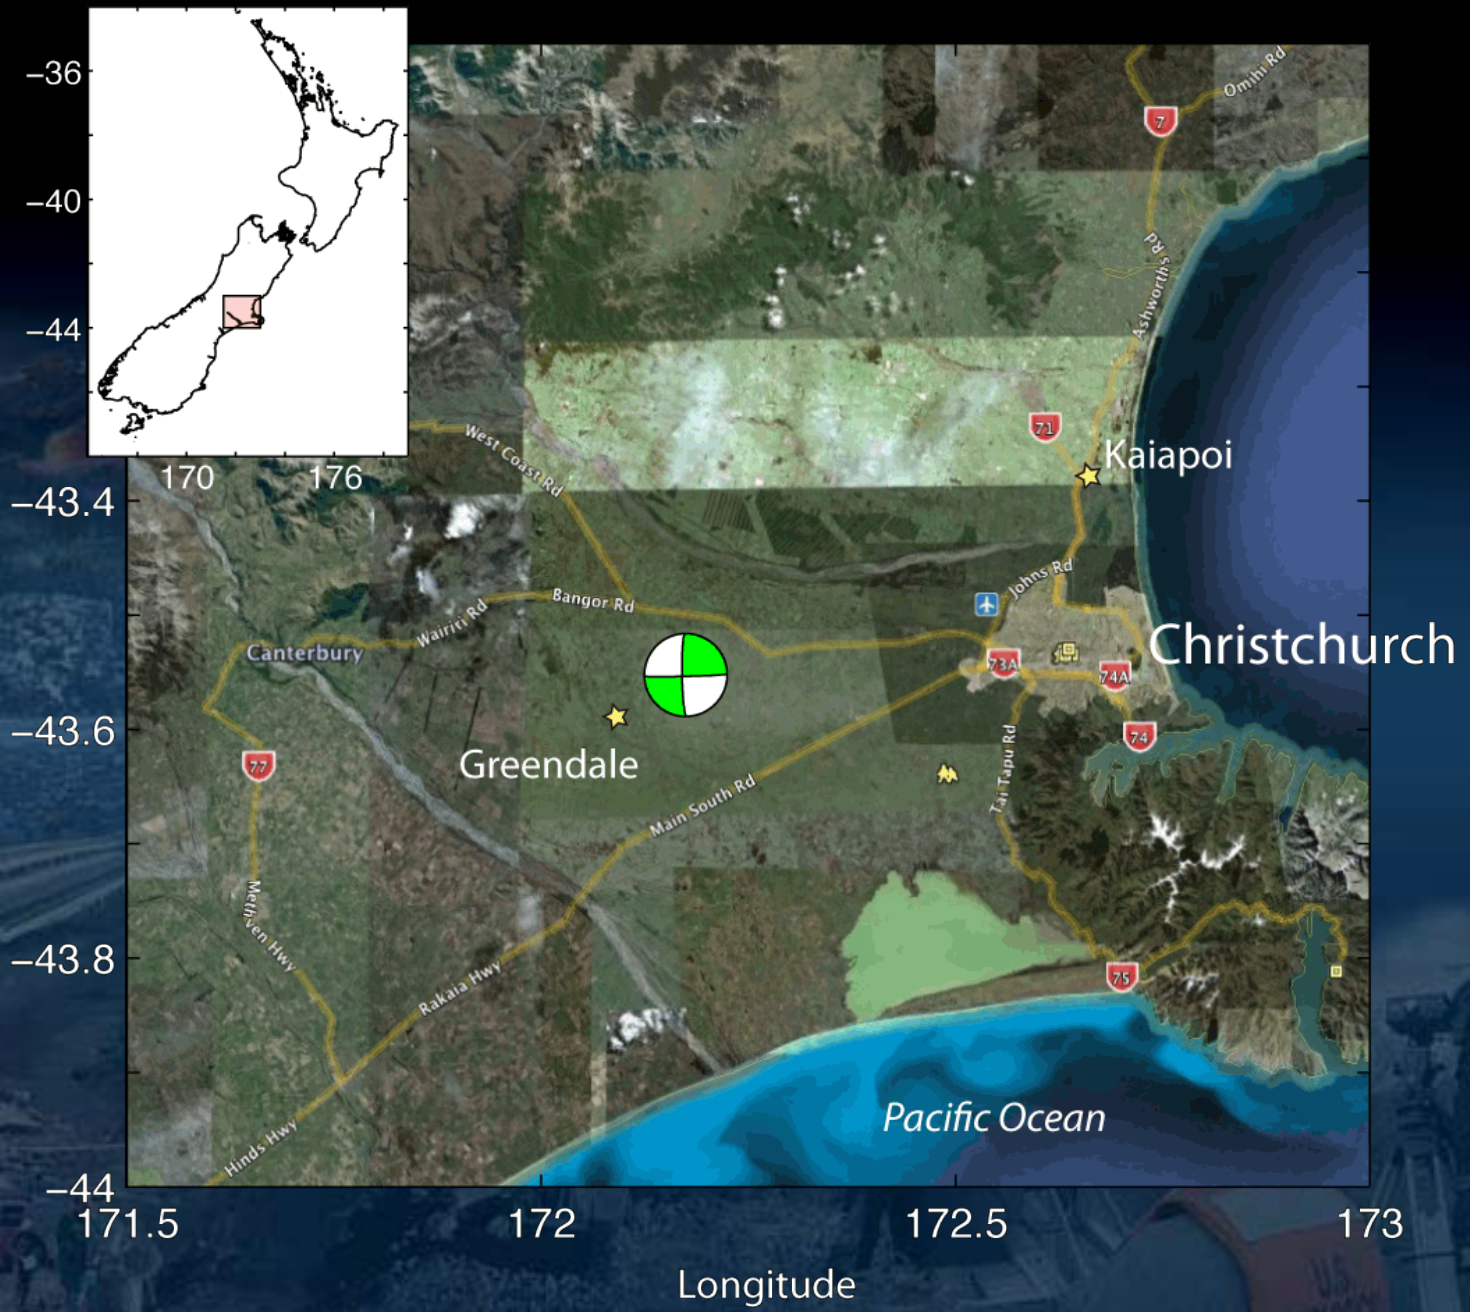 −36
−40
−44
170 176
−43.4
−43.6
−43.8
−44
171.5 172 172.5 173
Longitude
Omihi Rd
7
Ashworths Rd
71
Kaiapoi
West Coast Rd
Johns Rd
Bangor Rd
Wairiri Rd
Canterbury
Christchurch
73A
74A
74
77
Greendale
Main South Rd
Tai Tapu Rd
Methven Hwy
Rakaia Hwy
75
Hinds Hwy
Pacific Ocean